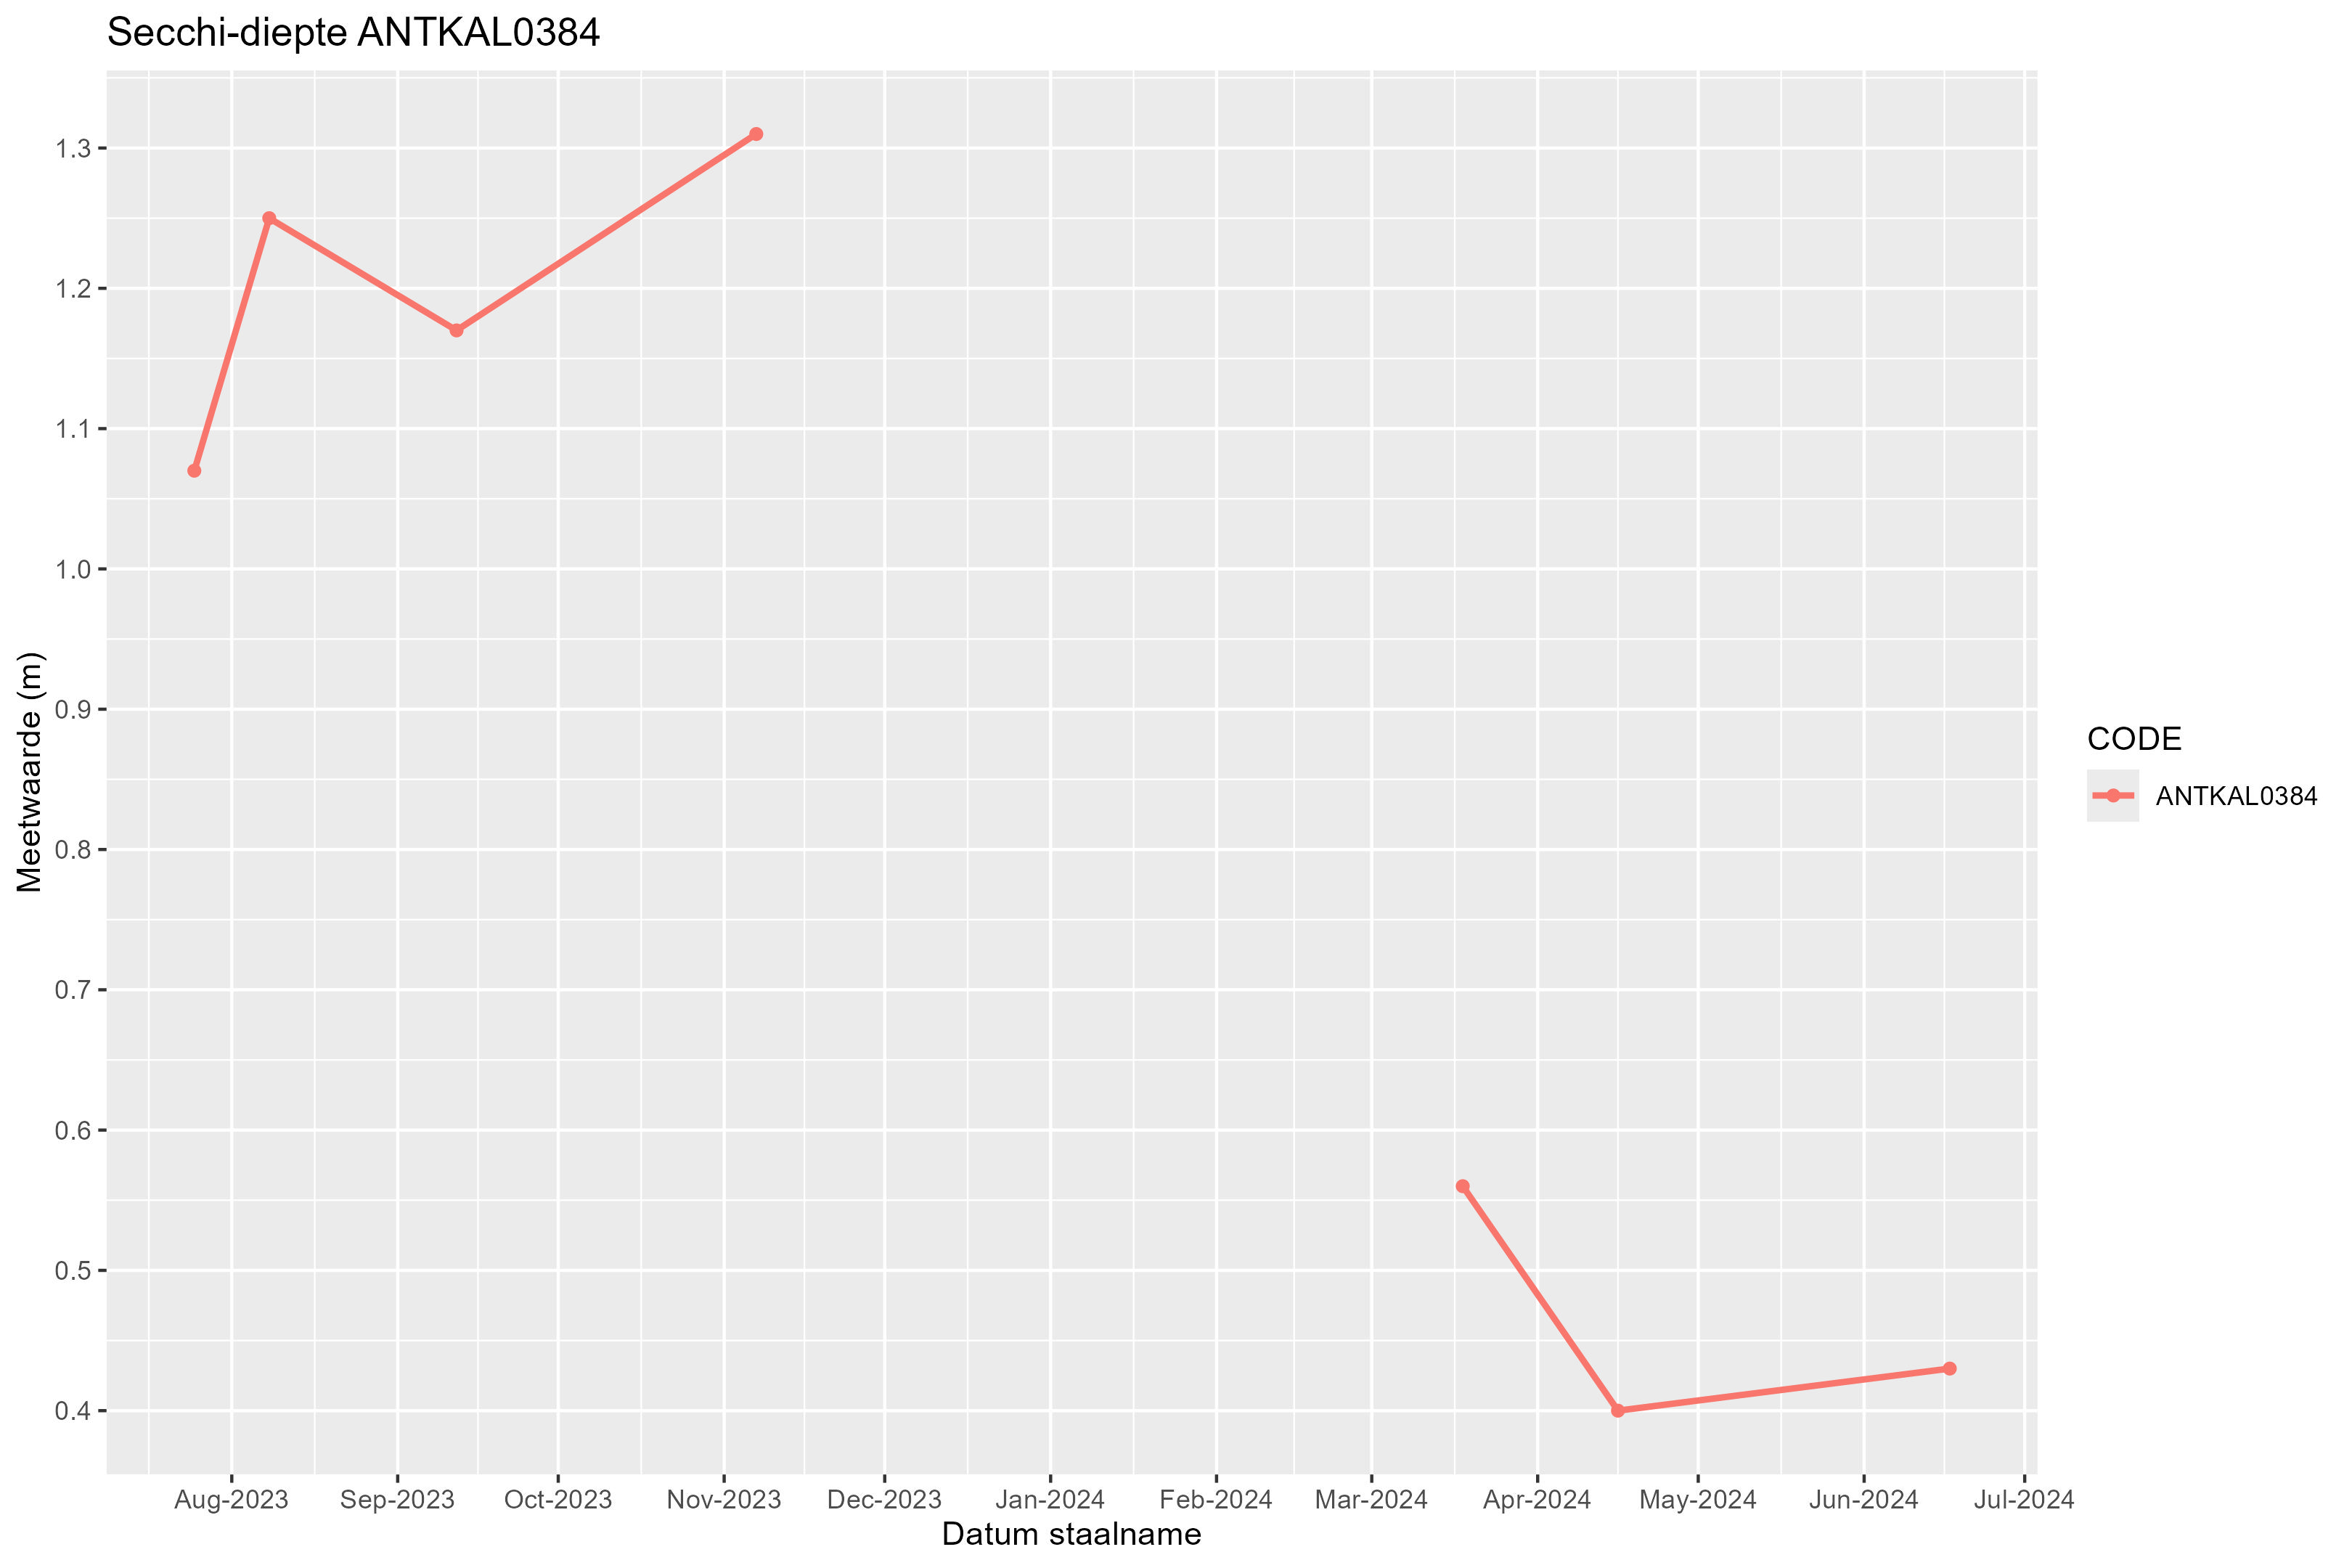 Secchi-diepte ANTKAL0384
Meetwaarde (m)
1.3
1.2
1.1
1.0
0.9
0.8
0.7
0.6
0.5
0.4
Aug-2023 Sep-2023 Oct-2023 Nov-2023 Dec-2023 Jan-2024 Feb-2024 Mar-2024 Apr-2024 May-2024 Jun-2024 Jul-2024
Datum staalname
CODE
ANTKAL0384